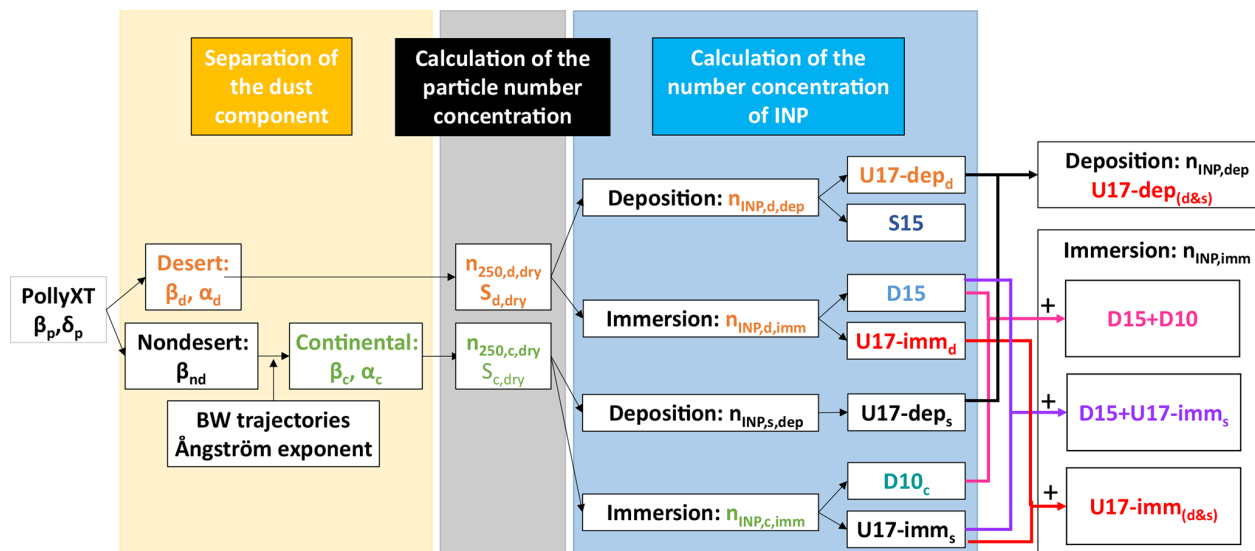 Separation of
the dust
component
Calculation of the
particle number
concentration
Calculation of the
number concentration
of INP
PollyXT
βp,δp
Desert:
βd, αd
Nondesert:
βnd
Continental:
βc, αc
BW trajectories
Ångström exponent
n250,d,dry
Sd,dry
n250,c,dry
Sc,dry
Deposition: nINP,d,dep
Immersion: nINP,d,imm
Deposition: nINP,s,dep
Immersion: nINP,c,imm
U17-depd
S15
D15
U17-immd
U17-deps
D10c
U17-imms
Deposition: nINP,dep
U17-dep(d&s)
Immersion: nINP,imm
+
D15+D10
+
D15+U17-imms
+
U17-imm(d&s)